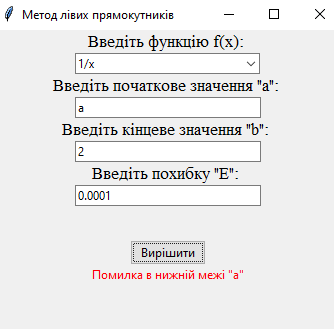 Метод лівих прямокутників
Введіть функцію f(x):
1/x
Введіть початкове значення "a":
a
Введіть кінцеве значення "b":
2
Введіть похибку "E":
0.0001
Вирішити
Помилка в нижній межі "a"